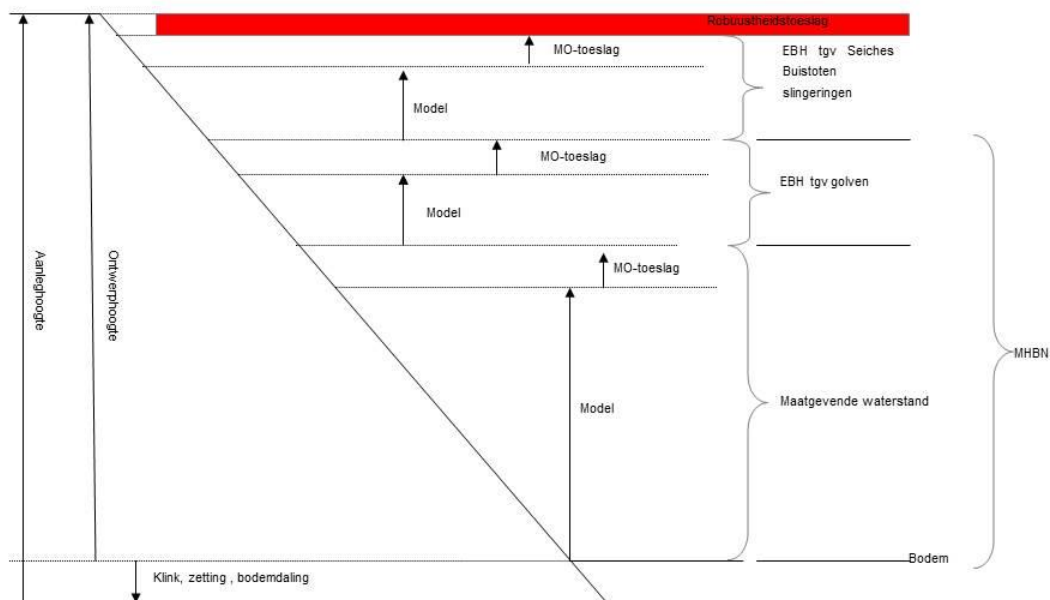 Robuustheidstoeslag
MO-toeslag
EBH tgv Seiches
Buistoten
slingeringen
Model
MO-toeslag
EBH tgv golven
Model
MO-toeslag
Aanleghoogte
Ontwerphoogte
MHBN
Maatgevende waterstand
Model
Bodem
Klink, zetting , bodemdaling